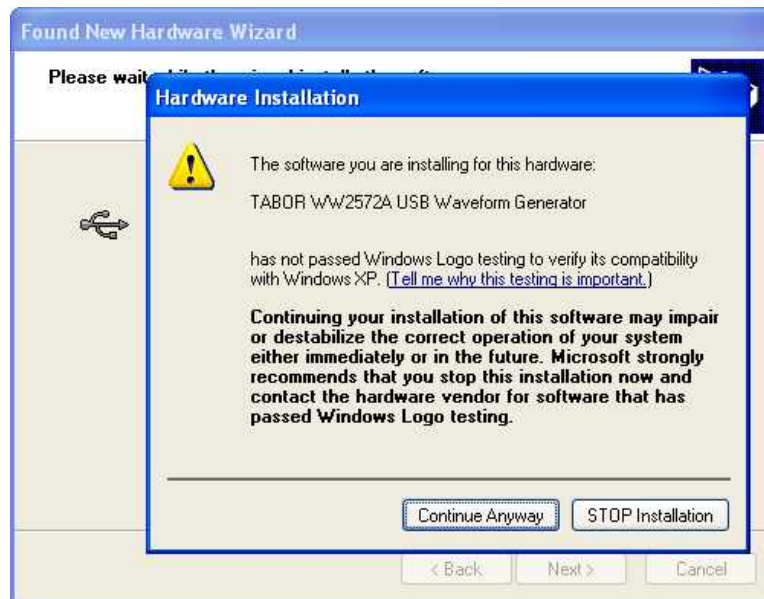 Found New Hardware Wizard
Please wait
Hardware Installation
The software you are installing for this hardware:
TABOR WW2572A USB Waveform Generator
has not passed Windows Logo testing to verify its compatibility
with Windows XP. (Tell me why this testing is important.)
Continuing your installation of this software may impair
or destabilize the correct operation of your system
either immediately or in the future. Microsoft strongly
recommends that you stop this installation now and
contact the hardware vendor for software that has
passed Windows Logo testing.
Continue Anyway
STOP Installation
< Back
Next >
Cancel